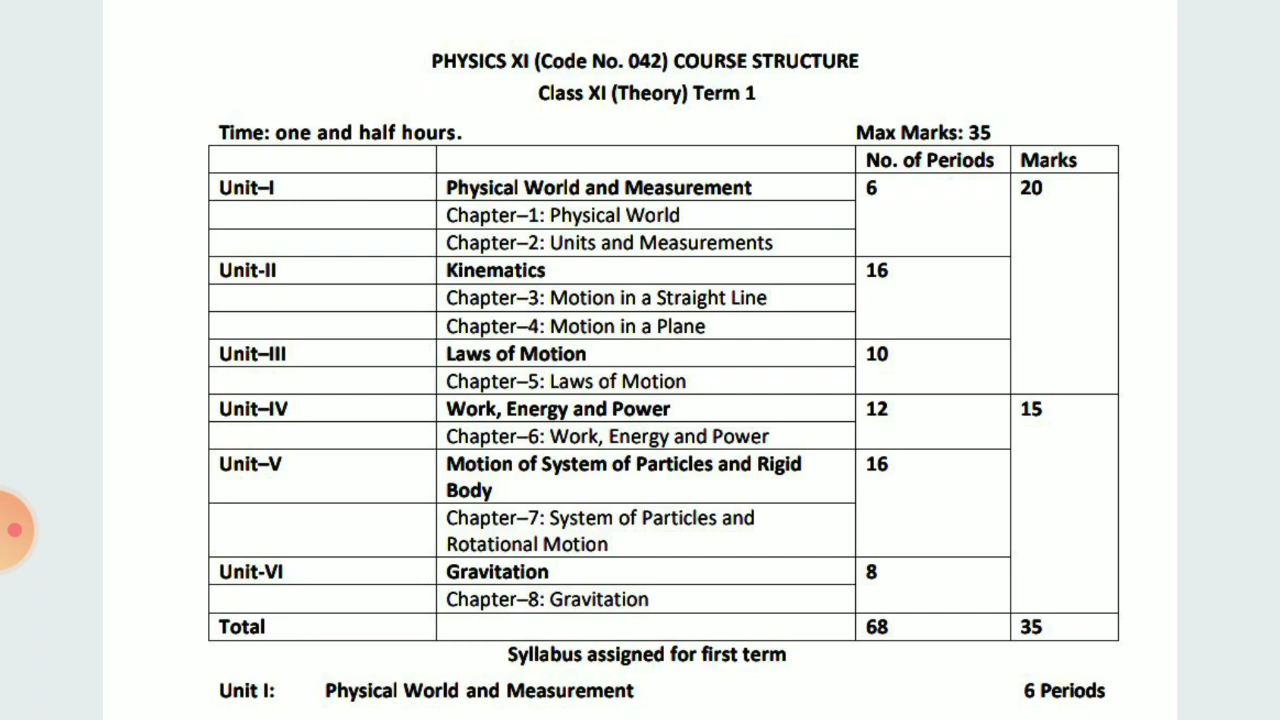 PHYSICS XI (Code No. 042) COURSE STRUCTURE
Class XI (Theory) Term 1
Time: one and half hours. Max Marks: 35
No. of Periods Marks
Unit–I Physical World and Measurement 6 20
Chapter–1: Physical World
Chapter–2: Units and Measurements
Unit-II Kinematics 16
Chapter–3: Motion in a Straight Line
Chapter–4: Motion in a Plane
Unit–III Laws of Motion 10
Chapter–5: Laws of Motion
Unit–IV Work, Energy and Power 12 15
Chapter–6: Work, Energy and Power
Unit–V Motion of System of Particles and Rigid 16
Body
Chapter–7: System of Particles and
Rotational Motion
Unit-VI Gravitation 8
Chapter–8: Gravitation
Total 68 35
Syllabus assigned for first term
Unit I: Physical World and Measurement 6 Periods